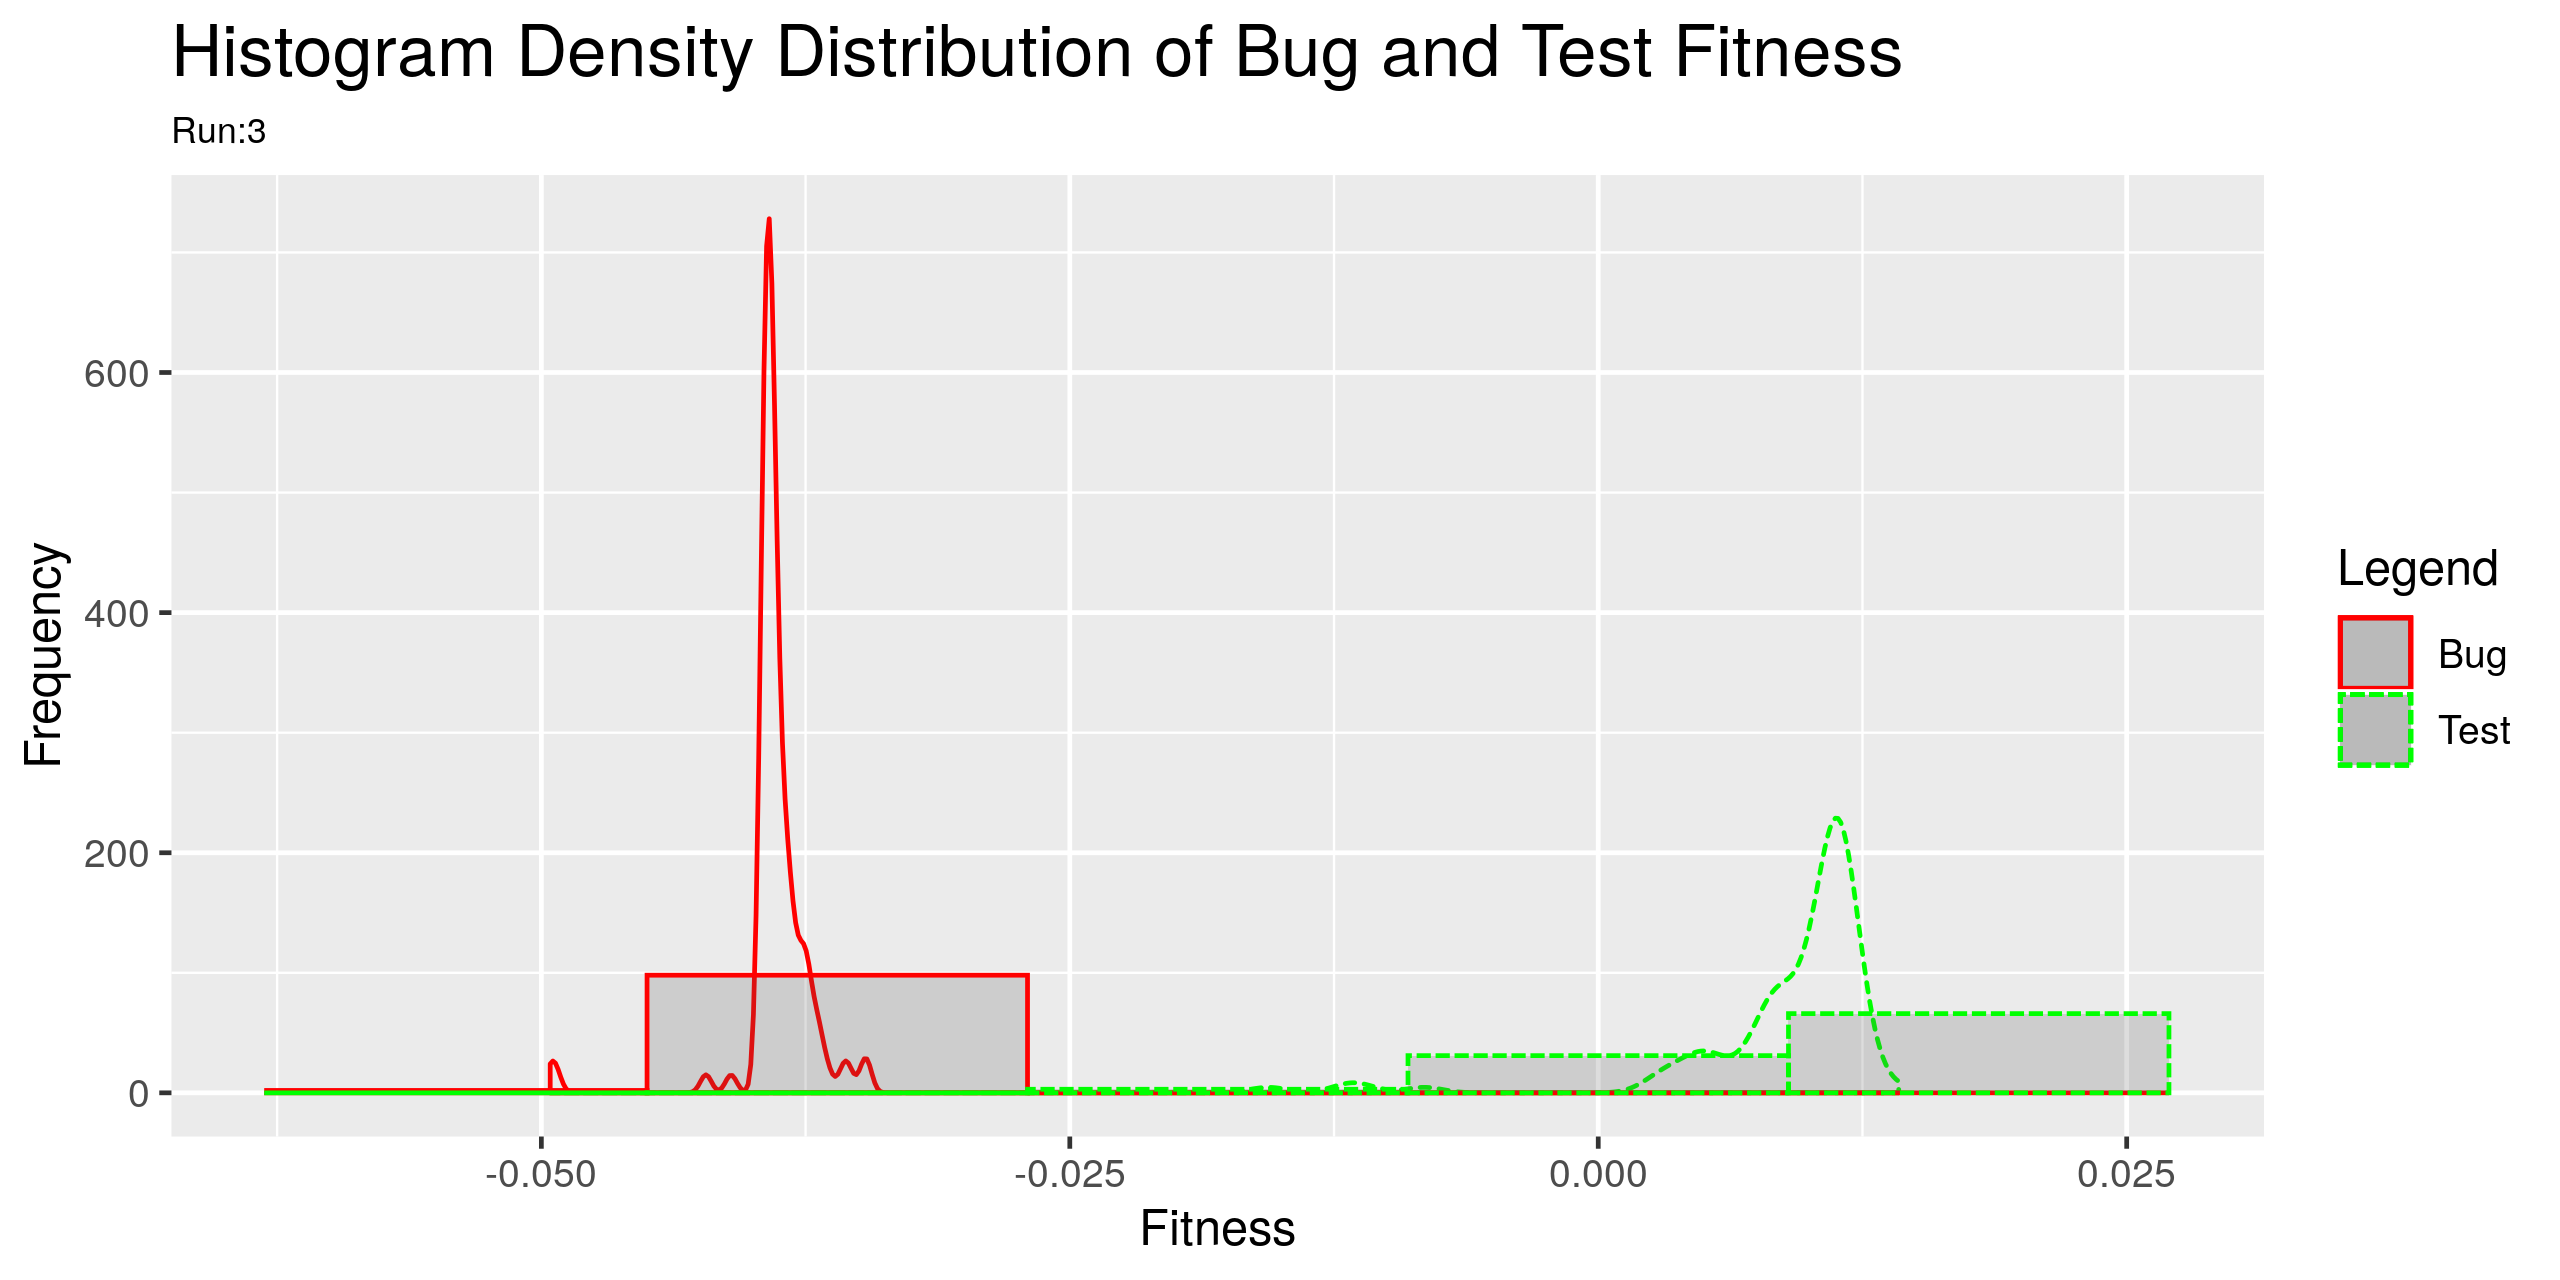 Histogram Density Distribution of Bug and Test Fitness
Run:3
Frequency
600
400
200
0
-0.050
-0.025
0.000
0.025
Fitness
Legend
Bug
Test